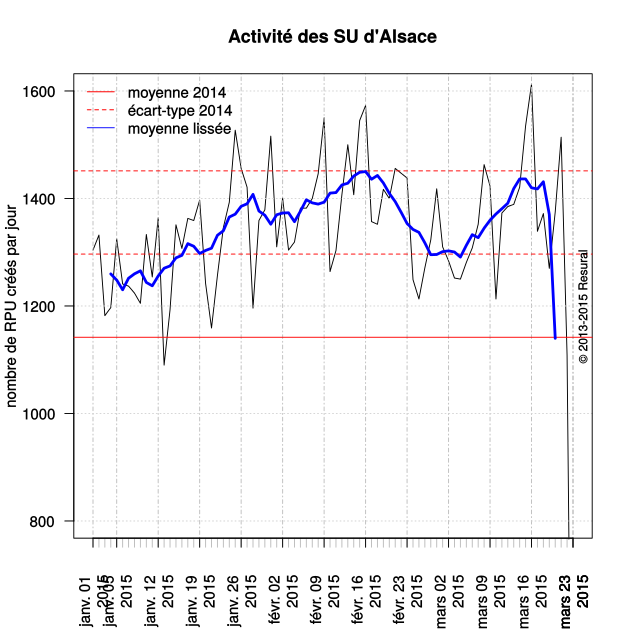 Activité des SU d'Alsace
moyenne 2014
écart-type 2014
moyenne lissée
nombre de RPU créés par jour
1600
1400
1200
1000
800
© 2013-2015 Resural
janv. 01
2015
janv. 05
2015
janv. 12
2015
janv. 19
2015
janv. 26
2015
févr. 02
2015
févr. 09
2015
févr. 16
2015
févr. 23
2015
mars 02
2015
mars 09
2015
mars 16
2015
mars 23
2015